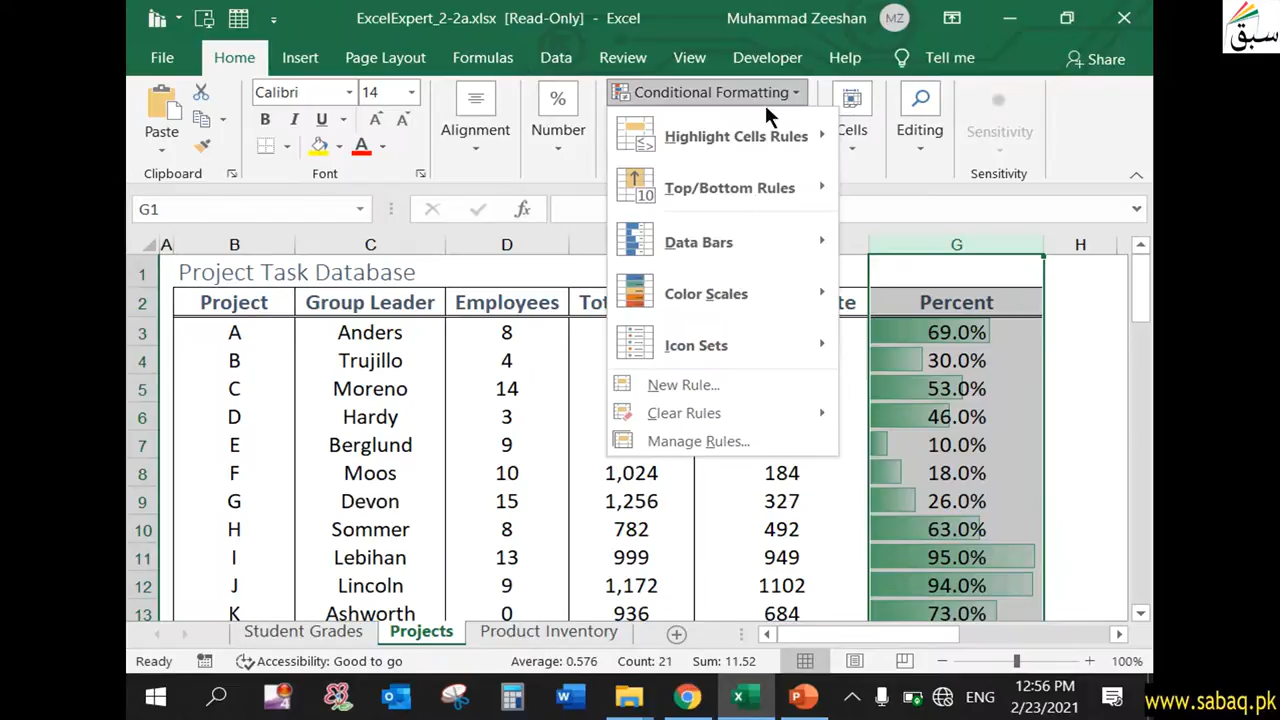 ExcelExpert_2-2a.xlsx [Read-Only] - Excel
Muhammad Zeeshan MZ
سبق
File Home Insert Page Layout Formulas Data Review View Developer Help Tell me Share
Calibri 14
Conditional Formatting
Paste
B I U A A
Alignment
%
Number
Cells
Editing
Sensitivity
Clipboard
Font
Sensitivity
Highlight Cells Rules
Top/Bottom Rules
Data Bars
Color Scales
Icon Sets
New Rule...
Clear Rules
Manage Rules...
G1
fx
A B C D G H
1 Project Task Database
2 Project Group Leader Employees Tot te Percent
3 A Anders 8 69.0%
4 B Trujillo 4 30.0%
5 C Moreno 14 53.0%
6 D Hardy 3 46.0%
7 E Berglund 9 10.0%
8 F Moos 10 1,024 184 18.0%
9 G Devon 15 1,256 327 26.0%
10 H Sommer 8 782 492 63.0%
11 I Lebihan 13 999 949 95.0%
12 J Lincoln 9 1,172 1102 94.0%
13 K Ashworth 0 936 684 73.0%
Student Grades Projects Product Inventory
Ready Accessibility: Good to go Average: 0.576 Count: 21 Sum: 11.52 100%
ENG
12:56 PM
2/23/2021
www.sabaq.pk